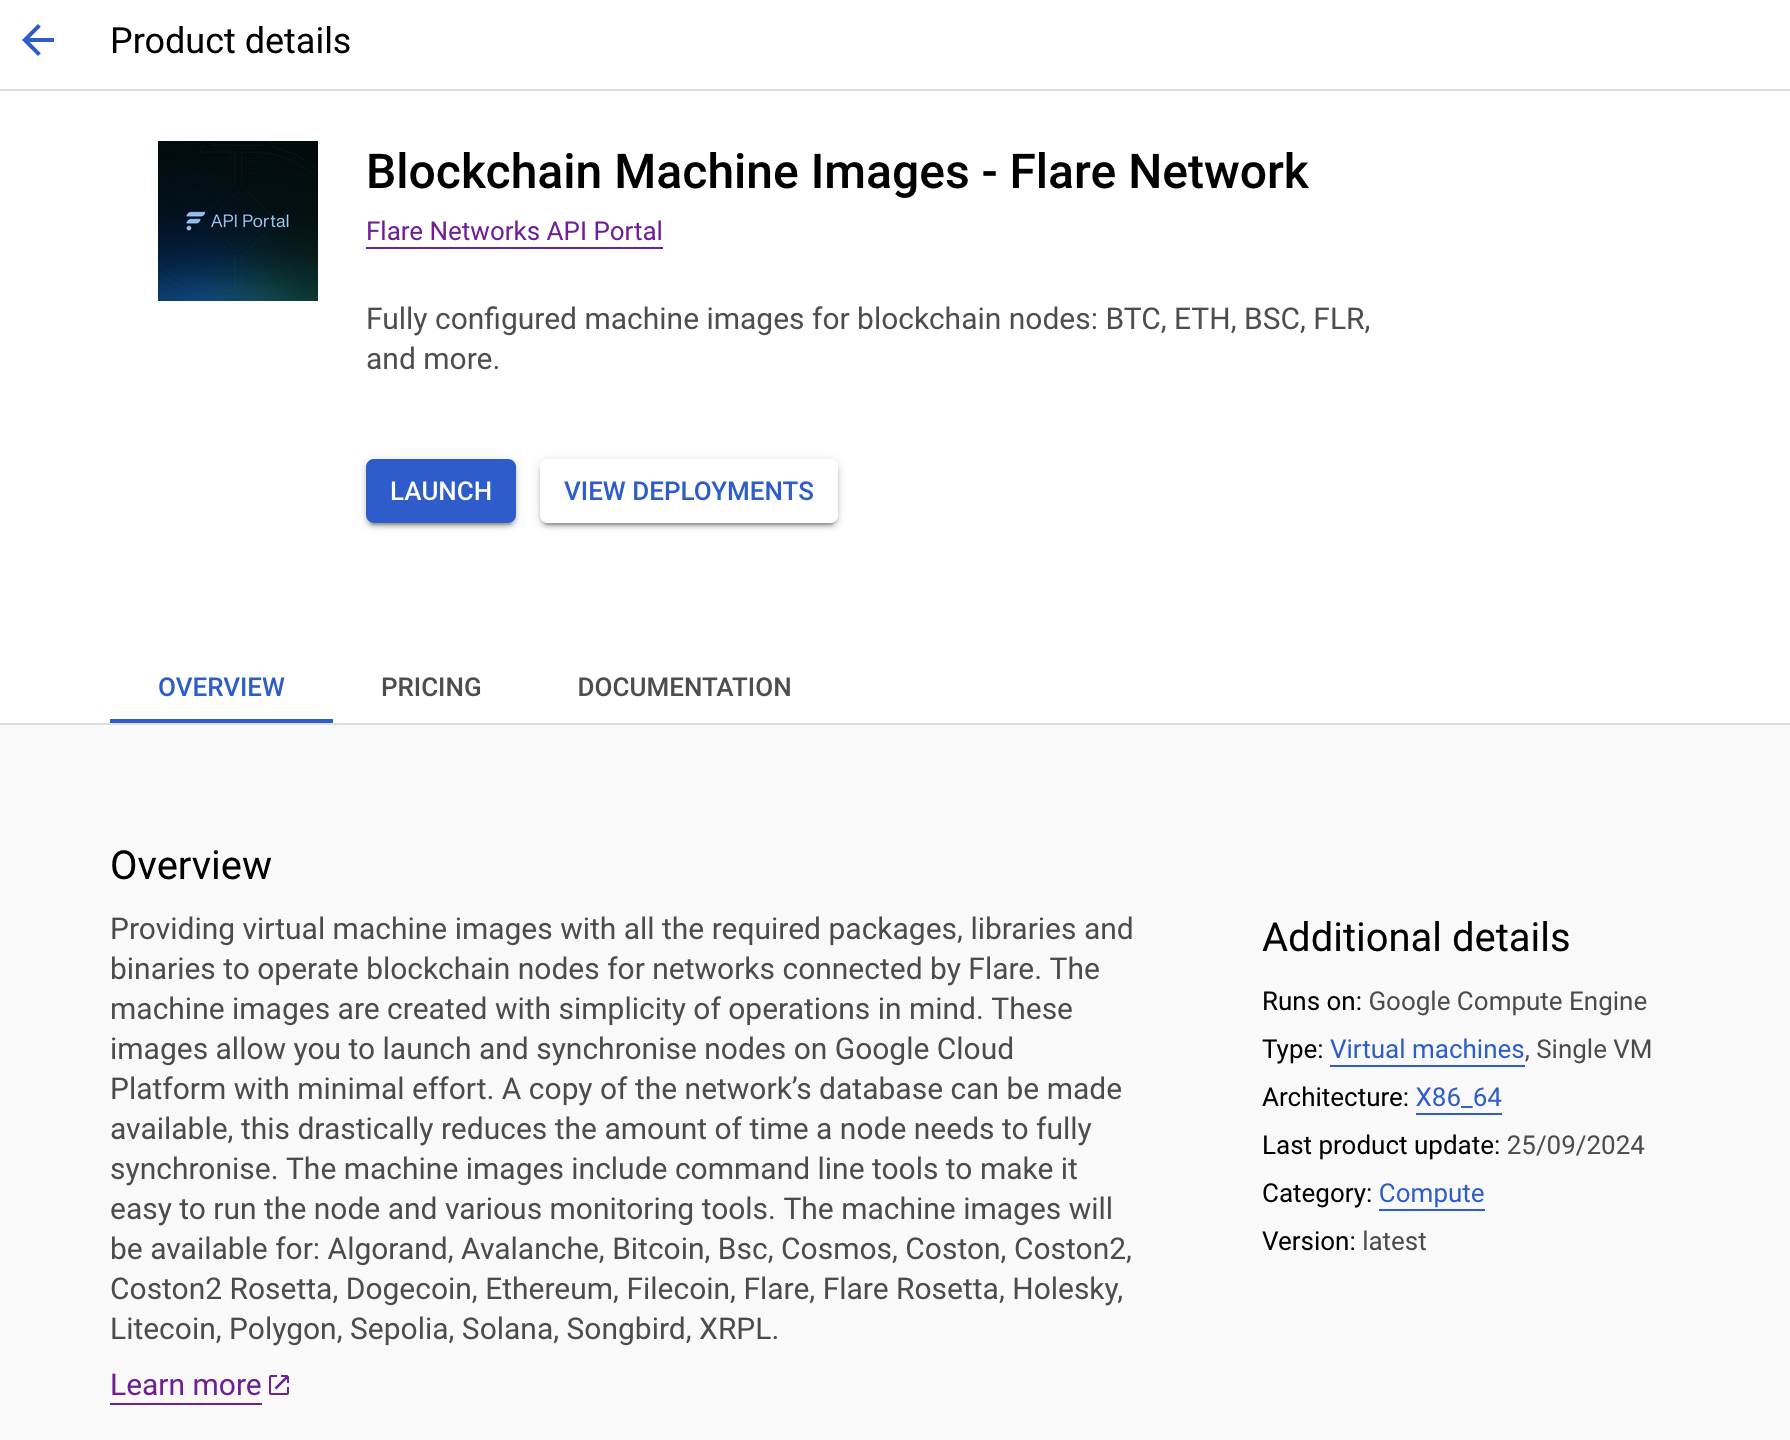 Product details
API Portal
Blockchain Machine Images - Flare Network
Flare Networks API Portal
Fully configured machine images for blockchain nodes: BTC, ETH, BSC, FLR,
and more.
LAUNCH
VIEW DEPLOYMENTS
OVERVIEW
PRICING
DOCUMENTATION
Overview
Providing virtual machine images with all the required packages, libraries and
binaries to operate blockchain nodes for networks connected by Flare. The
machine images are created with simplicity of operations in mind. These
images allow you to launch and synchronise nodes on Google Cloud
Platform with minimal effort. A copy of the network’s database can be made
available, this drastically reduces the amount of time a node needs to fully
synchronise. The machine images include command line tools to make it
easy to run the node and various monitoring tools. The machine images will
be available for: Algorand, Avalanche, Bitcoin, Bsc, Cosmos, Coston, Coston2,
Coston2 Rosetta, Dogecoin, Ethereum, Filecoin, Flare, Flare Rosetta, Holesky,
Litecoin, Polygon, Sepolia, Solana, Songbird, XRPL.
Learn more
Additional details
Runs on: Google Compute Engine
Type: Virtual machines, Single VM
Architecture: X86_64
Last product update: 25/09/2024
Category: Compute
Version: latest